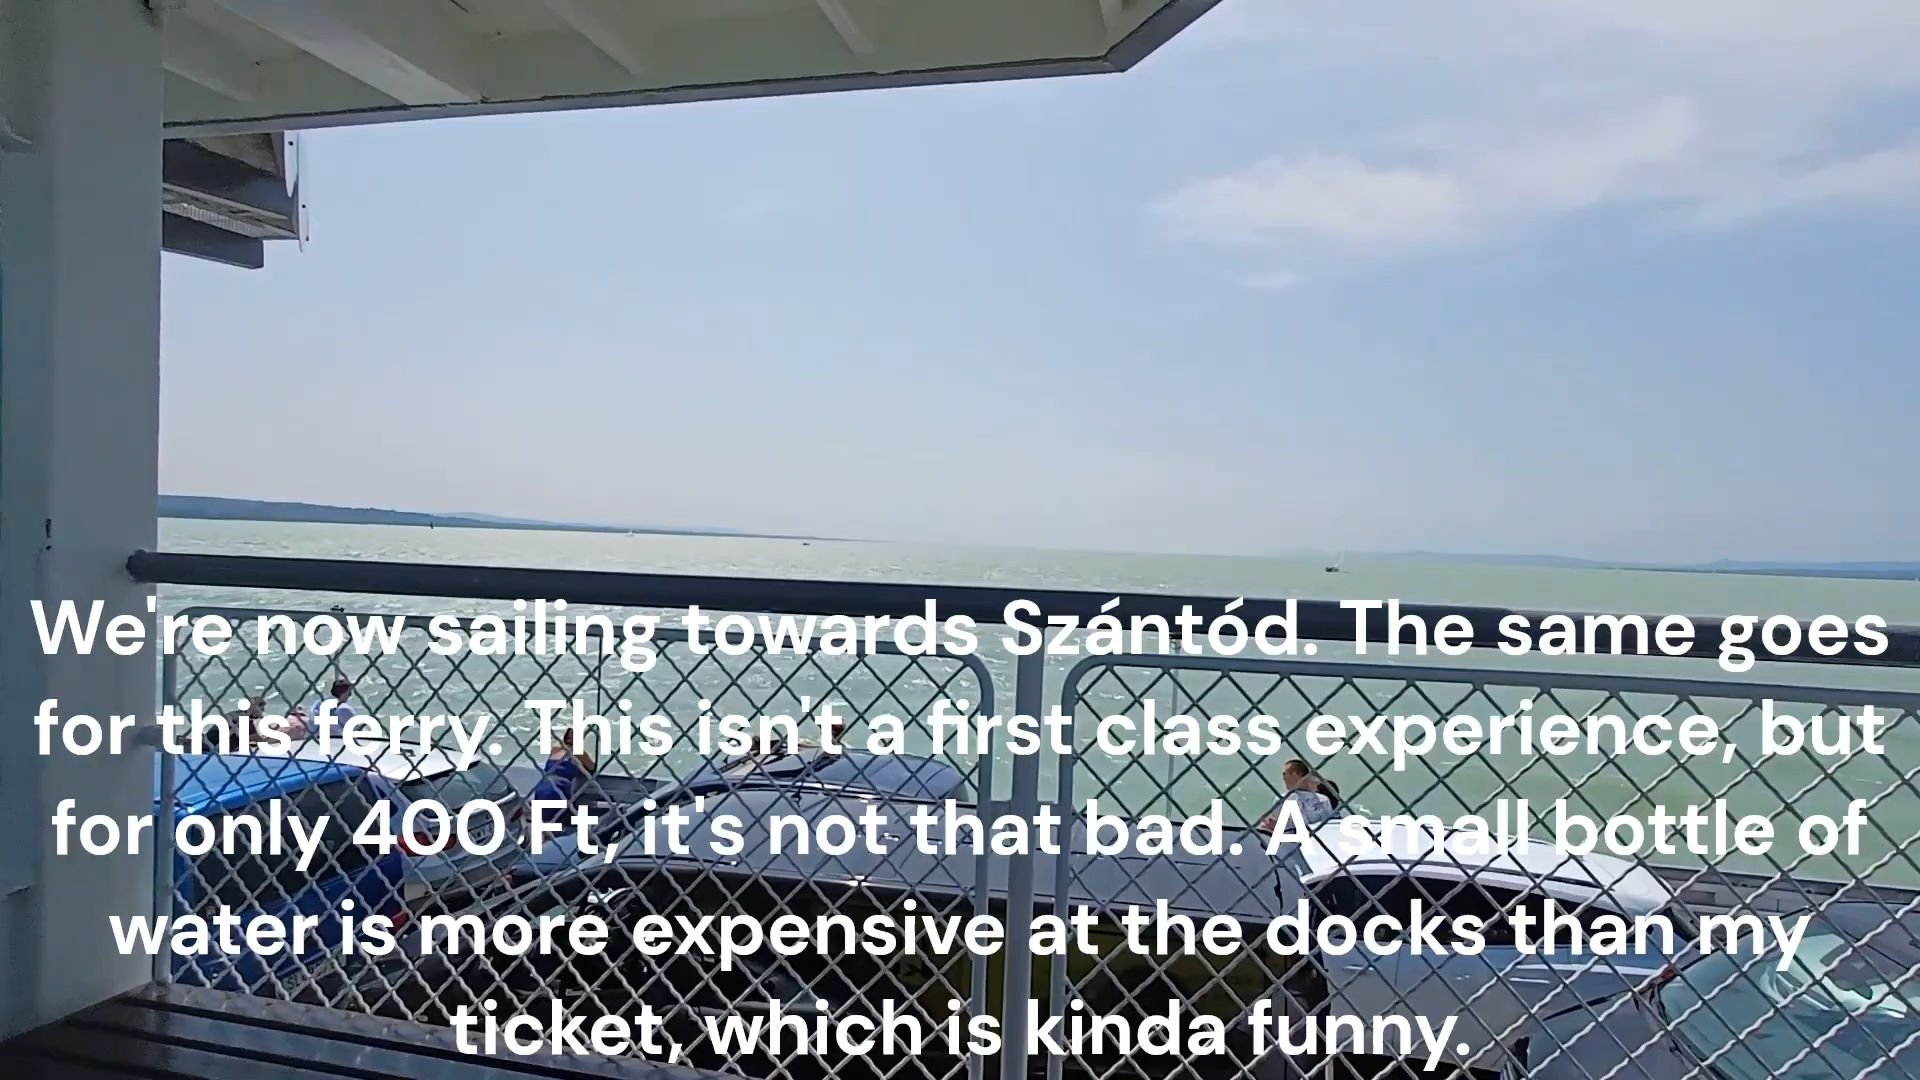 We're now sailing towards Szántód. The same goes
for this ferry. This isn't a first class experience, but
for only 400 Ft, it's not that bad. A small bottle of
water is more expensive at the docks than my
ticket, which is kinda funny.